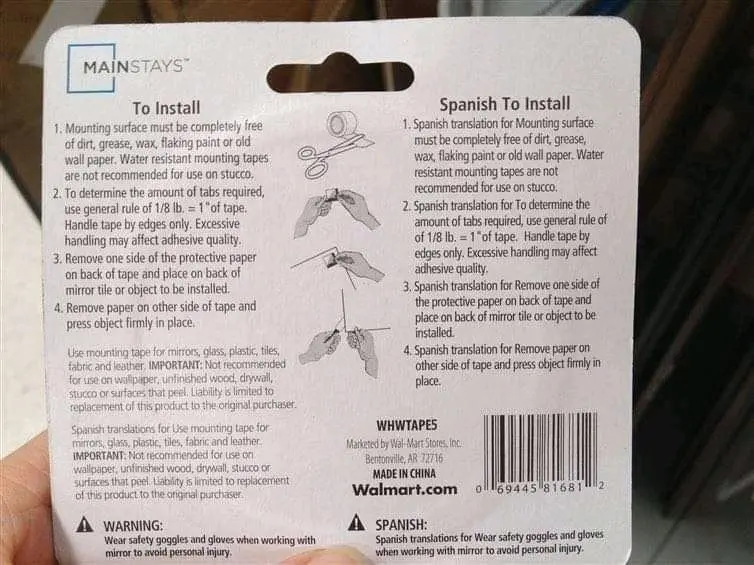 MAINSTAYS™
To Install
1. Mounting surface must be completely free
of dirt, grease, wax, flaking paint or old
wall paper. Water resistant mounting tapes
are not recommended for use on stucco.
2. To determine the amount of tabs required,
use general rule of 1/8 lb. = 1" of tape.
Handle tape by edges only. Excessive
handling may affect adhesive quality.
3. Remove one side of the protective paper
on back of tape and place on back of
mirror tile or object to be installed.
4. Remove paper on other side of tape and
press object firmly in place.
Use mounting tape for mirrors, glass, plastic, tiles,
fabric and leather. IMPORTANT: Not recommended
for use on wallpaper, unfinished wood, drywall,
stucco or surfaces that peel. Liability is limited to
replacement of this product to the original purchaser.
Spanish translations for Use mounting tape for
mirrors, glass, plastic, tiles, fabric and leather.
IMPORTANT: Not recommended for use on
wallpaper, unfinished wood, drywall, stucco or
surfaces that peel. Liability is limited to replacement
of this product to the original purchaser.
WARNING:
Wear safety goggles and gloves when working with
mirror to avoid personal injury.
Spanish To Install
1. Spanish translation for Mounting surface
must be completely free of dirt, grease,
wax, flaking paint or old wall paper. Water
resistant mounting tapes are not
recommended for use on stucco.
2. Spanish translation for To determine the
amount of tabs required, use general rule of
of 1/8 lb. = 1" of tape. Handle tape by
edges only. Excessive handling may affect
adhesive quality.
3. Spanish translation for Remove one side of
the protective paper on back of tape and
place on back of mirror tile or object to be
installed.
4. Spanish translation for Remove paper on
other side of tape and press object firmly in
place.
WHWTAPE5
Marketed by Wal-Mart Stores, Inc.
Bentonville, AR 72716
MADE IN CHINA
Walmart.com
0 69445 81681 2
SPANISH:
Spanish translations for Wear safety goggles and gloves
when working with mirror to avoid personal injury.